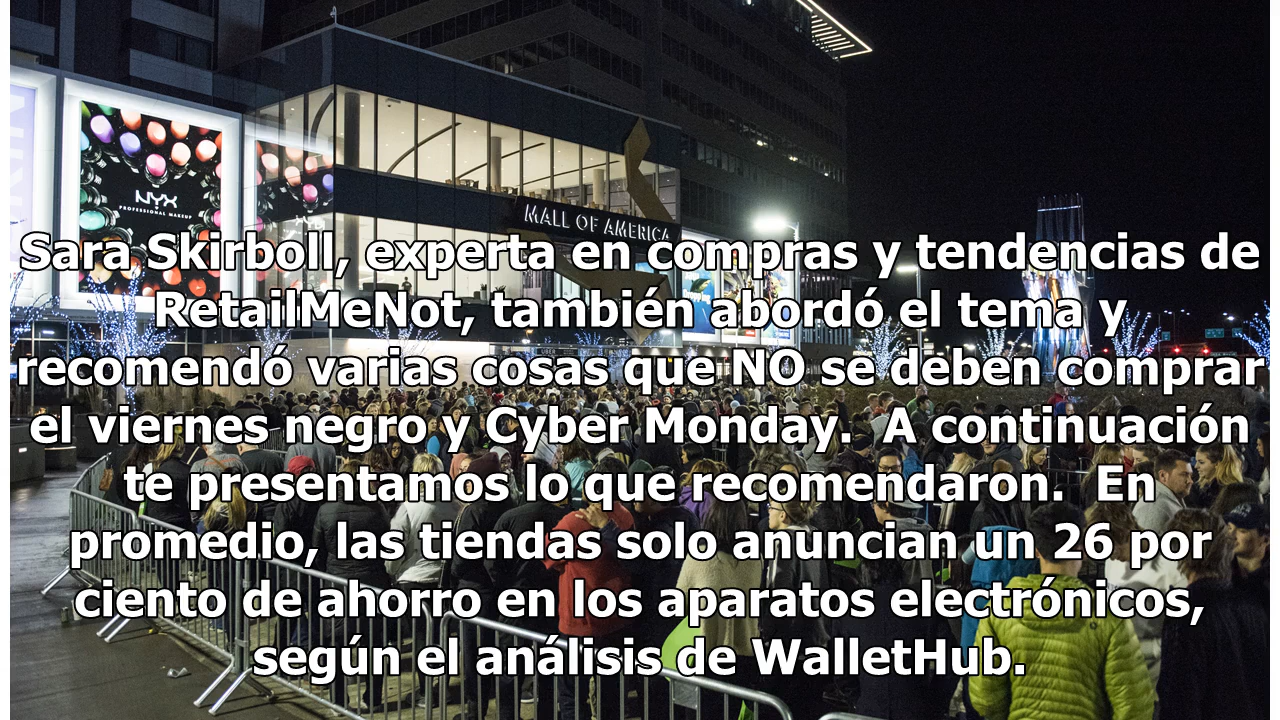 NYX
PROFESSIONAL MAKEUP
MALL OF AMERICA
Sara Skirboll, experta en compras y tendencias de
RetailMeNot, también abordó el tema y
recomendó varias cosas que NO se deben comprar
el viernes negro y Cyber Monday.  A continuación
te presentamos lo que recomendaron.  En
promedio, las tiendas solo anuncian un 26 por
ciento de ahorro en los aparatos electrónicos,
según el análisis de WalletHub.